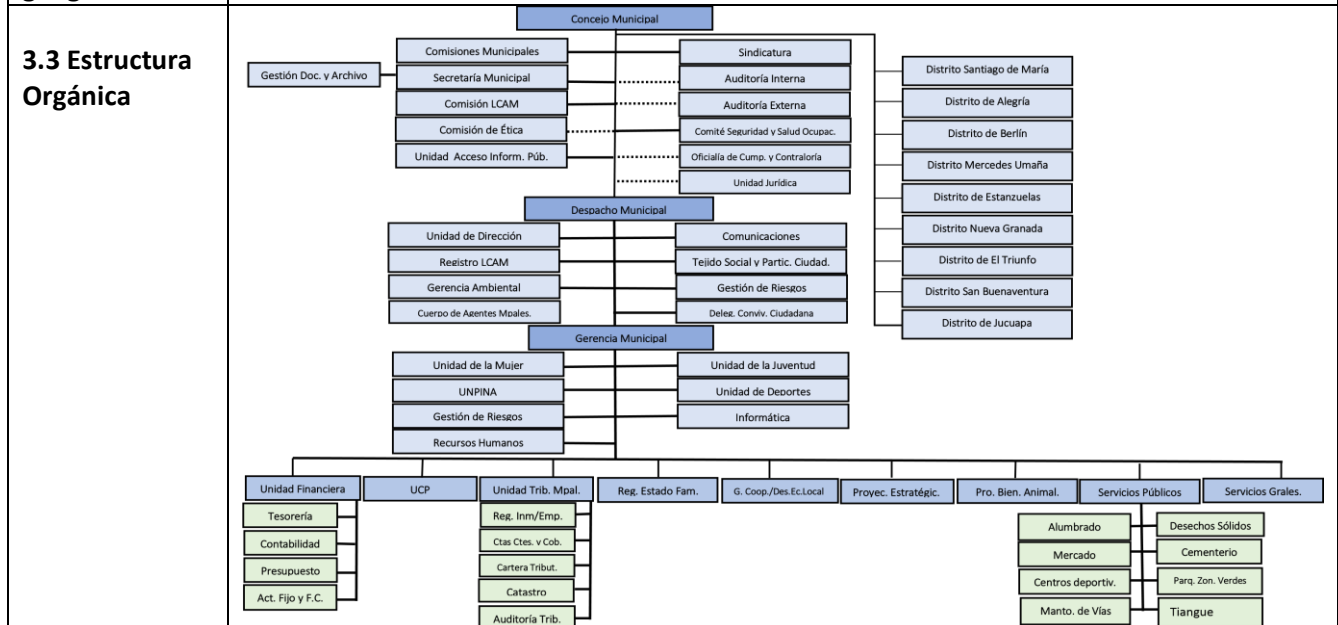 3.3 Estructura
Orgánica
Concejo Municipal
Comisiones Municipales
Sindicatura
Gestión Doc. y Archivo
Secretaría Municipal
Auditoría Interna
Comisión LCAM
Auditoría Externa
Comisión de Ética
Comité Seguridad y Salud Ocupac.
Unidad Acceso Inform. Púb.
Oficialía de Cump. y Contraloría
Unidad Jurídica
Distrito Santiago de María
Distrito de Alegría
Distrito de Berlín
Distrito Mercedes Umaña
Distrito de Estanzuelas
Distrito Nueva Granada
Distrito de El Triunfo
Distrito San Buenaventura
Distrito de Jucuapa
Despacho Municipal
Unidad de Dirección
Comunicaciones
Registro LCAM
Tejido Social y Partic. Ciudad.
Gerencia Ambiental
Gestión de Riesgos
Cuerpo de Agentes Mpales.
Deleg. Conviv. Ciudadana
Gerencia Municipal
Unidad de la Mujer
Unidad de la Juventud
UNPINA
Unidad de Deportes
Gestión de Riesgos
Informática
Recursos Humanos
Unidad Financiera
UCP
Unidad Trib. Mpal.
Reg. Estado Fam.
G. Coop./Des.Ec.Local
Proyec. Estratégic.
Pro. Bien. Animal.
Servicios Públicos
Servicios Grales.
Tesorería
Contabilidad
Presupuesto
Act. Fijo y F.C.
Reg. Inm/Emp.
Ctas Ctes. y Cob.
Cartera Tribut.
Catastro
Auditoría Trib.
Alumbrado
Desechos Sólidos
Mercado
Cementerio
Centros deportiv.
Parq. Zon. Verdes
Manto. de Vías
Tiangue